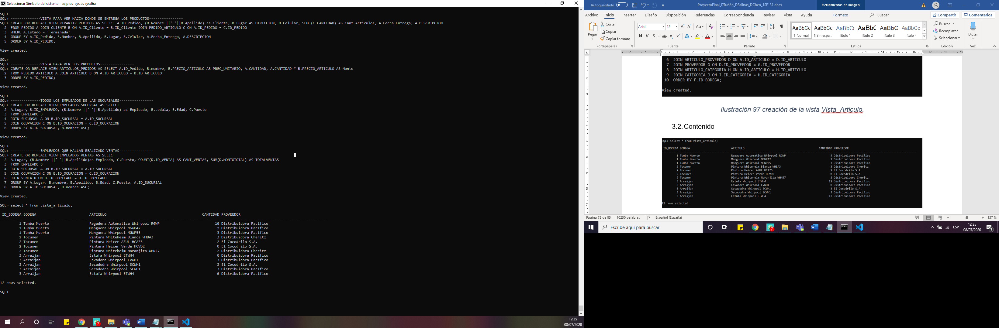 Seleccionar Símbolo del sistema - sqlplus sys as sysdba
SQL>
SQL> --------------VISTA PARA VER HACIA DONDE SE ENTREGA LOS PRODUCTOS----------------
SQL> CREATE OR REPLACE VIEW REPARTIR_PEDIDOS AS SELECT A.ID_Pedido, (B.Nombre ||' '||B.Apellido) as Cliente, B.Lugar AS DIRECCION, B.Celular, SUM (C.CANTIDAD) AS Cant_Articulos, A.Fecha_Entrega, A.DESCRIPCION
2 FROM PEDIDO A JOIN CLIENTE B ON A.ID_Cliente = B.ID_Cliente JOIN PEDIDO_ARTICULO C ON A.ID_PEDIDO = C.ID_PEDIDO
3 WHERE A.Estado = 'Terminada'
4 GROUP BY A.ID_Pedido, B.Nombre, B.Apellido, B.Lugar, B.Celular, A.Fecha_Entrega, A.DESCRIPCION
5 ORDER BY A.ID_PEDIDO;
View created.
SQL>
SQL> --------------VISTA PARA VER LOS PRODUCTOS----------------
SQL> CREATE OR REPLACE VIEW ARTICULOS_PEDIDOS AS SELECT A.ID_Pedido, B.nombre, B.PRECIO_ARTICULO AS PREC_UNITARIO, A.CANTIDAD, A.CANTIDAD * B.PRECIO_ARTICULO AS Monto
2 FROM PEDIDO_ARTICULO A JOIN ARTICULO B ON A.ID_ARTICULO = B.ID_ARTICULO
3 ORDER BY A.ID_PEDIDO;
View created.
SQL>
SQL> --------------TODOS LOS EMPLEADOS DE LAS SUCURSALES----------------
SQL> CREATE OR REPLACE VIEW EMPLEADOS_SUCURSAL AS SELECT
2 A.Lugar, B.ID_EMPLEADO, (B.Nombre ||' '||B.Apellido) as Empleado, B.cedula, B.Edad, C.Puesto
3 FROM EMPLEADO B
4 JOIN SUCURSAL A ON B.ID_SUCURSAL = A.ID_SUCURSAL
5 JOIN OCUPACION C ON B.ID_OCUPACION = C.ID_OCUPACION
6 ORDER BY A.ID_SUCURSAL, B.nombre ASC;
View created.
SQL>
SQL> --------------EMPLEADOS QUE HALLAN REALIZADO VENTAS----------------
SQL> CREATE OR REPLACE VIEW EMPLEADOS_VENTAS AS SELECT
2 A.Lugar, (B.Nombre ||' '||B.Apellido)as Empleado, C.Puesto, COUNT(D.ID_VENTA) AS CANT_VENTAS, SUM(D.MONTOTOTAL) AS TOTALVENTAS
3 FROM EMPLEADO B
4 JOIN SUCURSAL A ON B.ID_SUCURSAL = A.ID_SUCURSAL
5 JOIN OCUPACION C ON B.ID_OCUPACION = C.ID_OCUPACION
6 JOIN VENTA D ON B.ID_EMPLEADO = D.ID_EMPLEADO
7 GROUP BY A.Lugar, B.nombre, B.Apellido, B.Edad, C.Puesto, A.ID_SUCURSAL
8 ORDER BY A.ID_SUCURSAL, B.nombre ASC;
View created.
SQL> select * from vista_articulo;
ID_BODEGA BODEGA ARTICULO CANTIDAD PROVEEDOR
1 Tumba Muerto Regadera Automatica Whirpool RGWP 10 Distribuidora Pacífico
1 Tumba Muerto Manguera Whirpool MGWP42 2 Distribuidora Pacífico
1 Tumba Muerto Manguera Whirpool MGWP55 3 Distribuidora Pacífico
2 Tocumen Pintura Whiteheim Blanca WHBA3 3 Distribuidora Cheritz
2 Tocumen Pintura Heicer AZUL HCAZ5 2 El Cocodrilo S.A.
2 Tocumen Pintura Heicer Verde HCVD2 0 El Cocodrilo S.A.
2 Tocumen Pintura Whiteheim Naranjita WHNJ7 2 Distribuidora Cheritz
3 Arraijan Estufa Whirpool ETWH4 0 Distribuidora Pacífico
3 Arraijan Lavadora Whirpool LVWH1 3 Distribuidora Pacífico
3 Arraijan Secadodra Whirpool SCWH1 3 El Cocodrilo S.A.
3 Arraijan Secadodra Whirpool SCWH1 3 Distribuidora Pacífico
3 Arraijan Estufa Whirpool ETWH4 0 Distribuidora Pacífico
12 rows selected.
SQL>
7
12:35
08/07/2020
Autoguardado
ProyectoFinal_DTuñón_DSalinas_DChen_1SF131.docx
Herramientas de imagen
Archivo Inicio Insertar Diseño Disposición Referencias Correspondencia Revisar Vista Ayuda Formato Buscar Compartir Comentarios
Pegar
Cortar
Copiar
Copiar formato
Portapapeles
Arial 12
N K S ab x₂ x²
Fuente
Párrafo
AaBbCc AaBbCc AaBbC AaBbC AaBbC AaBbCc
¶ Normal ¶ Sin espa... Título 1 Título 2 Título 3 Título 4
Estilos
Buscar
Reemplazar
Seleccionar
Edición
Dictar
Voz
6 JOIN ARTICULO_PROVEEDOR D ON A.ID_ARTICULO = D.ID_ARTICULO
7 JOIN PROVEEDOR G ON D.ID_PROVEEDOR = G.ID_PROVEEDOR
8 JOIN ARTICULO_CATEGORIA H ON A.ID_ARTICULO = H.ID_ARTICULO
9 JOIN CATEGORIA J ON J.ID_CATEGORIA = H.ID_CATEGORIA
10 ORDER BY F.ID_BODEGA;
View created.
Ilustración 97 creación de la vista Vista_Articulo.
3.2. Contenido
SQL> select * from vista_articulo;
ID_BODEGA BODEGA ARTICULO CANTIDAD PROVEEDOR
1 Tumba Muerto Regadera Automatica Whirpool RGWP 5 Distribuidora Pacífico
1 Tumba Muerto Manguera Whirpool MGWP42 2 Distribuidora Pacífico
1 Tumba Muerto Manguera Whirpool MGWP55 3 Distribuidora Pacífico
2 Tocumen Pintura Whiteheim Blanca WHBA3 3 Distribuidora Cheritz
2 Tocumen Pintura Heicer AZUL HCAZ5 2 El Cocodrilo S.A.
2 Tocumen Pintura Heicer Verde HCVD2 0 El Cocodrilo S.A.
2 Tocumen Pintura Whiteheim Naranjita WHNJ7 2 Distribuidora Cheritz
3 Arraijan Estufa Whirpool ETWH4 12 Distribuidora Pacífico
3 Arraijan Lavadora Whirpool LVWH1 0 Distribuidora Pacífico
3 Arraijan Secadodra Whirpool SCWH1 3 El Cocodrilo S.A.
3 Arraijan Secadodra Whirpool SCWH1 3 Distribuidora Pacífico
3 Arraijan Estufa Whirpool ETWH4 12 Distribuidora Pacífico
12 rows selected.
Página 75 de 85 10250 palabras Español (España) 137 %
Escribe aquí para buscar
7
ESP
12:35
08/07/2020
1